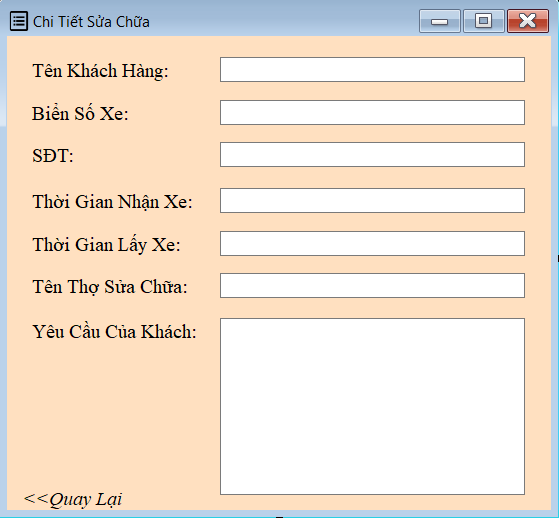 Chi Tiết Sửa Chữa
Tên Khách Hàng:
Biển Số Xe:
SĐT:
Thời Gian Nhận Xe:
Thời Gian Lấy Xe:
Tên Thợ Sửa Chữa:
Yêu Cầu Của Khách:
<<Quay Lại